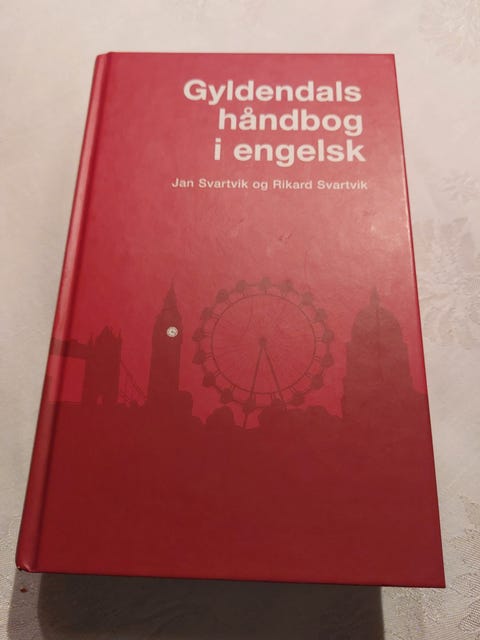 Gyldendals
håndbog
i engelsk
Jan Svartvik og Rikard Svartvik